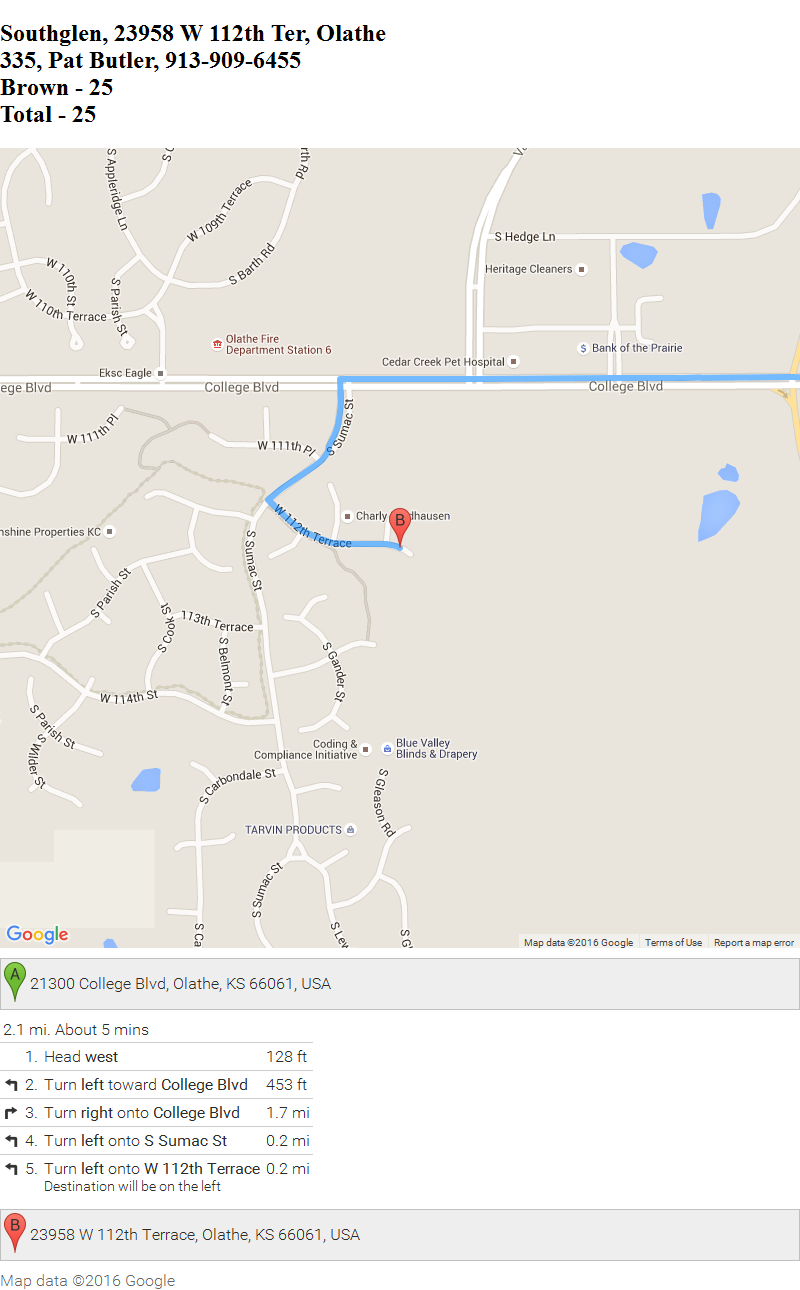 Southglen, 23958 W 112th Ter, Olathe
335, Pat Butler, 913-909-6455
Brown - 25
Total - 25
S Appleridge Ln
W 109th Terrace
S Barth Rd
W 110th St
W 110th Terrace
S Parish St
S Hedge Ln
Heritage Cleaners
Olathe Fire
Department Station 6
Bank of the Prairie
Cedar Creek Pet Hospital
Eksc Eagle
College Blvd
College Blvd
W 111th Pl
W 111th Pl
S Sumac St
W 112th Terrace
B
S Sumac St
S Parish St
S Cook St
113th Terrace
S Belmont St
S Gander St
W 114th St
S Parish St
S Wilder St
Coding &
Compliance Initiative
Blue Valley
Blinds & Drapery
S Carbondale St
S Gleason Rd
TARVIN PRODUCTS
S Sumac St
Google
Map data ©2016 Google
Terms of Use
Report a map error
A
21300 College Blvd, Olathe, KS 66061, USA
2.1 mi. About 5 mins
1. Head west 128 ft
2. Turn left toward College Blvd 453 ft
3. Turn right onto College Blvd 1.7 mi
4. Turn left onto S Sumac St 0.2 mi
5. Turn left onto W 112th Terrace 0.2 mi
Destination will be on the left
B
23958 W 112th Terrace, Olathe, KS 66061, USA
Map data ©2016 Google